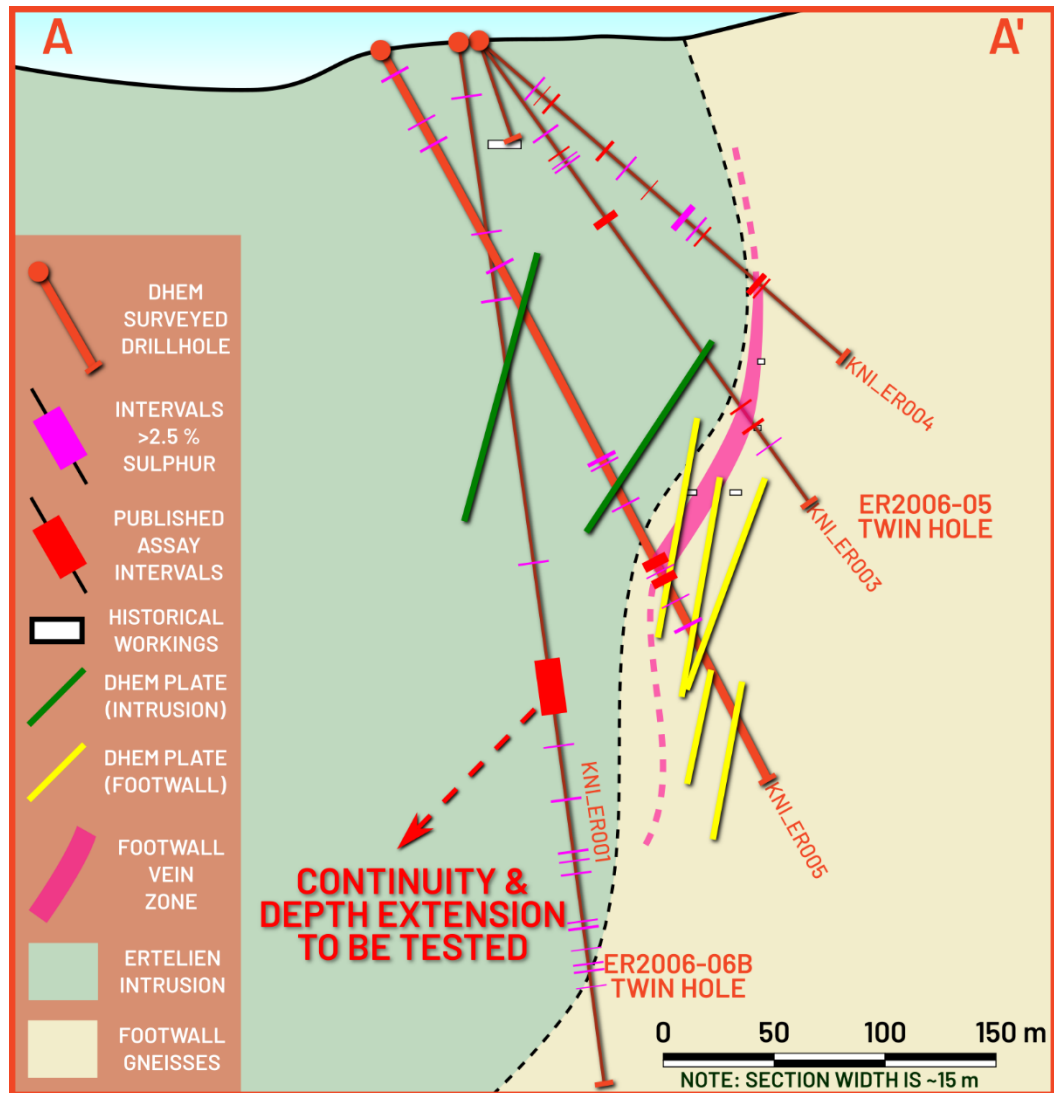 A
A'
DHEM
SURVEYED
DRILLHOLE
INTERVALS
>2.5 %
SULPHUR
PUBLISHED
ASSAY
INTERVALS
HISTORICAL
WORKINGS
DHEM PLATE
(INTRUSION)
DHEM PLATE
(FOOTWALL)
FOOTWALL
VEIN
ZONE
ERTELIEN
INTRUSION
FOOTWALL
GNEISSES
KNI_ER004
ER2006-05
TWIN HOLE
KNI_ER003
KNI_ER001
KNI_ER005
CONTINUITY &
DEPTH EXTENSION
TO BE TESTED
ER2006-06B
TWIN HOLE
0 50 100 150 m
NOTE: SECTION WIDTH IS ~15 m